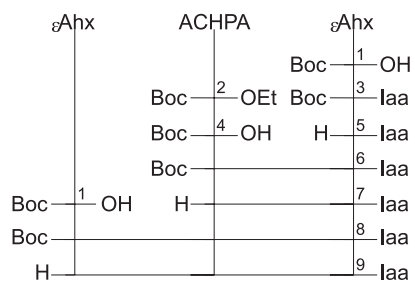 εAhx ACHPA εAhx
Boc 1 OH
Boc 2 OEt Boc 3 Iaa
Boc 4 OH H 5 Iaa
Boc 6 Iaa
Boc 1 OH H 7 Iaa
Boc 8 Iaa
H 9 Iaa